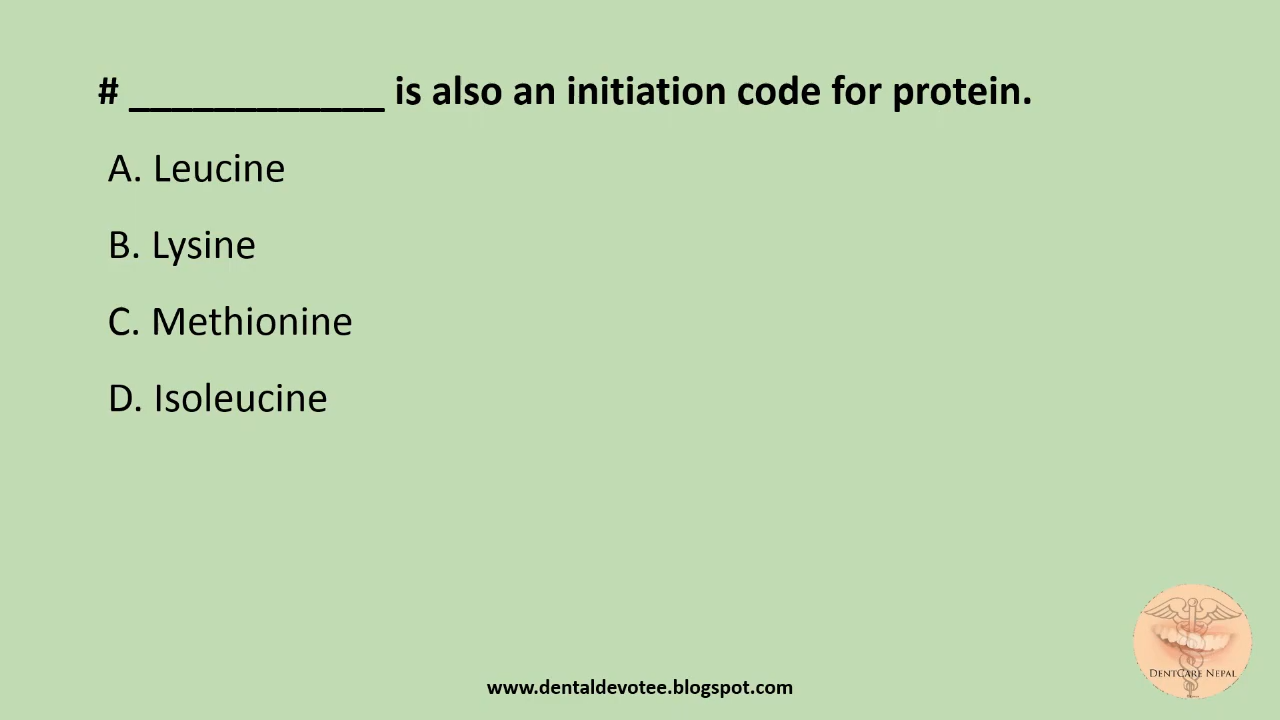 # ____________ is also an initiation code for protein.
A. Leucine
B. Lysine
C. Methionine
D. Isoleucine
DentCare Nepal
www.dentaldevotee.blogspot.com